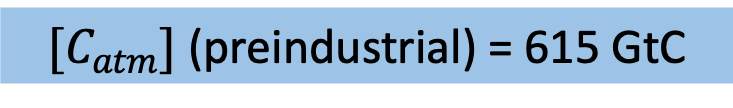 [C_atm] (preindustrial) = 615 GtC